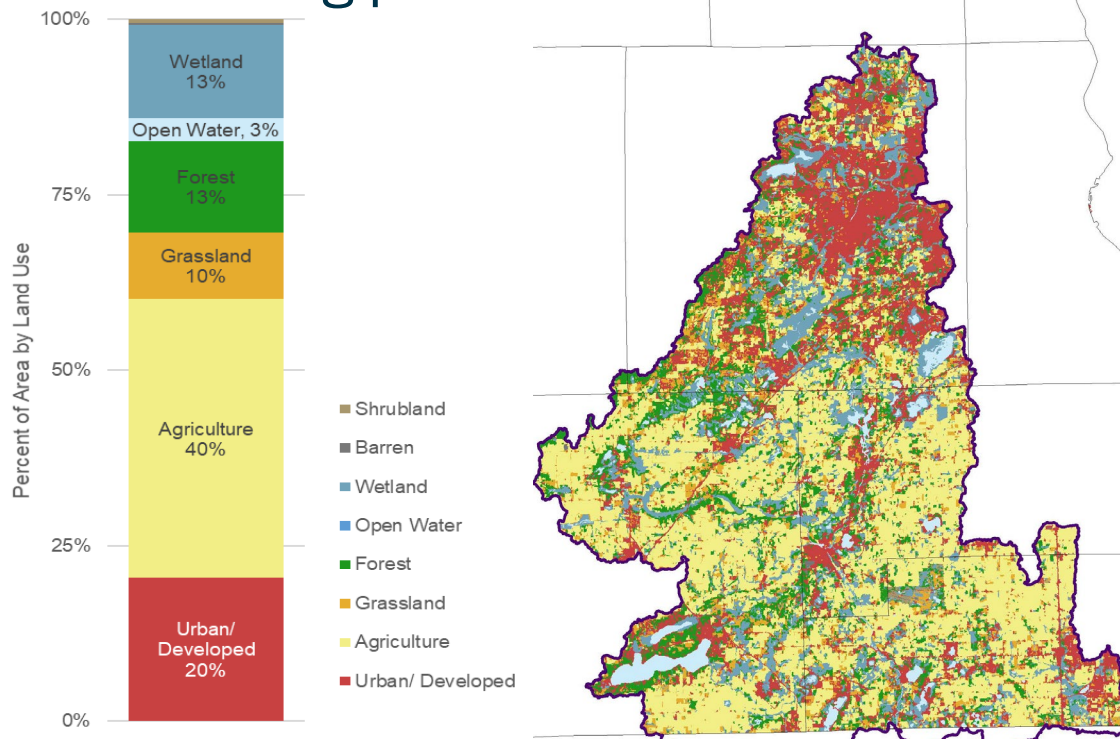 100%
75%
50%
25%
0%
Percent of Area by Land Use
Wetland
13%
Open Water, 3%
Forest
13%
Grassland
10%
Agriculture
40%
Urban/
Developed
20%
Shrubland
Barren
Wetland
Open Water
Forest
Grassland
Agriculture
Urban/ Developed